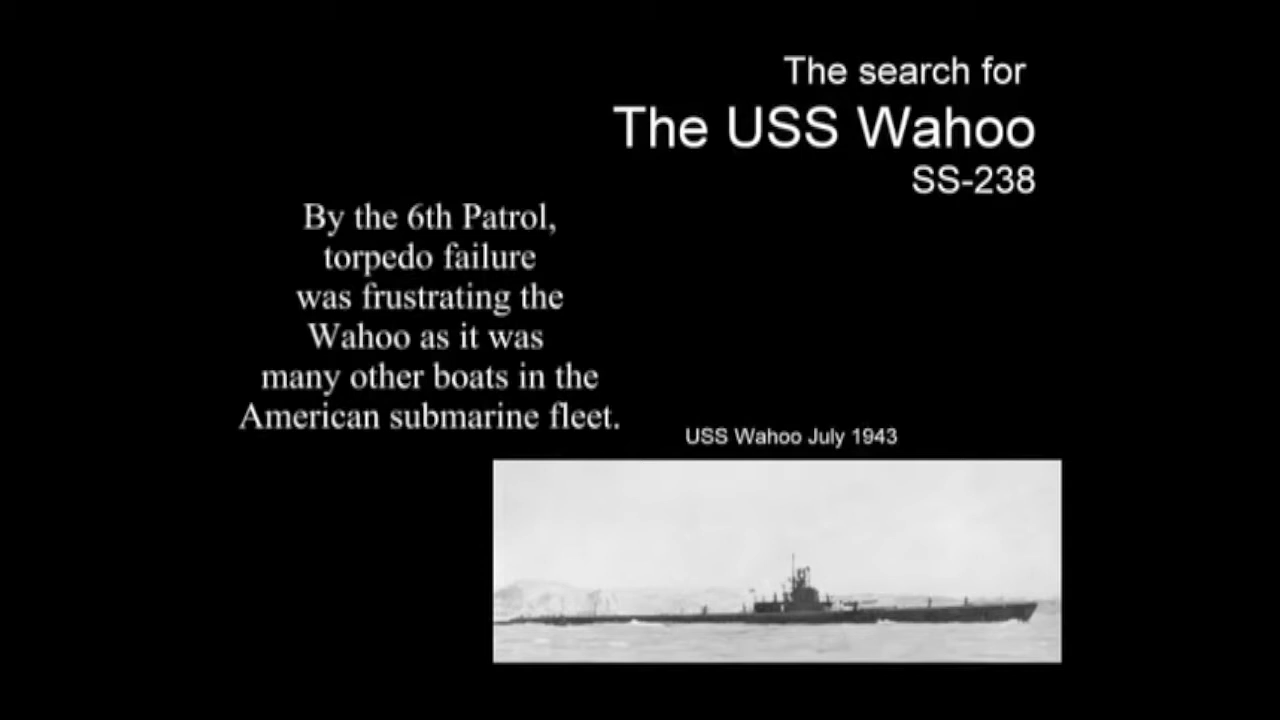 The search for
The USS Wahoo
SS-238
By the 6th Patrol,
torpedo failure
was frustrating the
Wahoo as it was
many other boats in the
American submarine fleet.
USS Wahoo July 1943